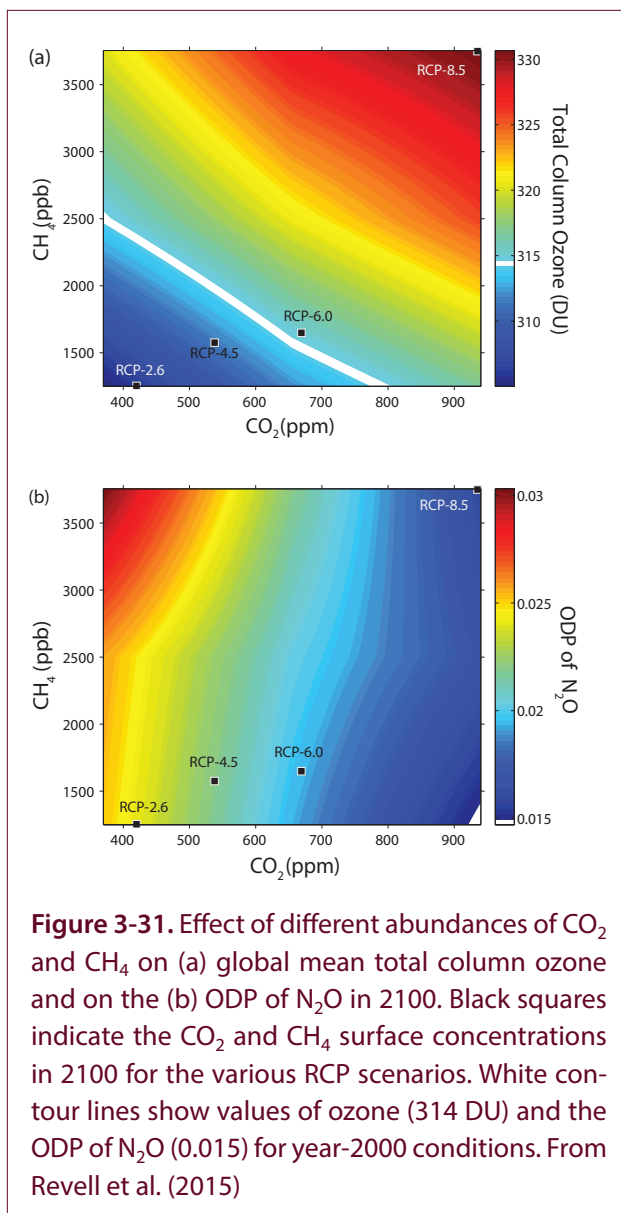 (a)
RCP-8.5
RCP-6.0
RCP-4.5
RCP-2.6
3500
3000
2500
2000
1500
CH₄ (ppb)
400 500 600 700 800 900
CO₂(ppm)
330
325
320
315
310
Total Column Ozone (DU)
(b)
RCP-8.5
RCP-6.0
RCP-4.5
RCP-2.6
3500
3000
2500
2000
1500
CH₄ (ppb)
400 500 600 700 800 900
CO₂(ppm)
0.03
0.025
0.02
0.015
ODP of N₂O
Figure 3-31. Effect of different abundances of CO₂
and CH₄ on (a) global mean total column ozone
and on the (b) ODP of N₂O in 2100. Black squares
indicate the CO₂ and CH₄ surface concentrations
in 2100 for the various RCP scenarios. White con-
tour lines show values of ozone (314 DU) and the
ODP of N₂O (0.015) for year-2000 conditions. From
Revell et al. (2015)